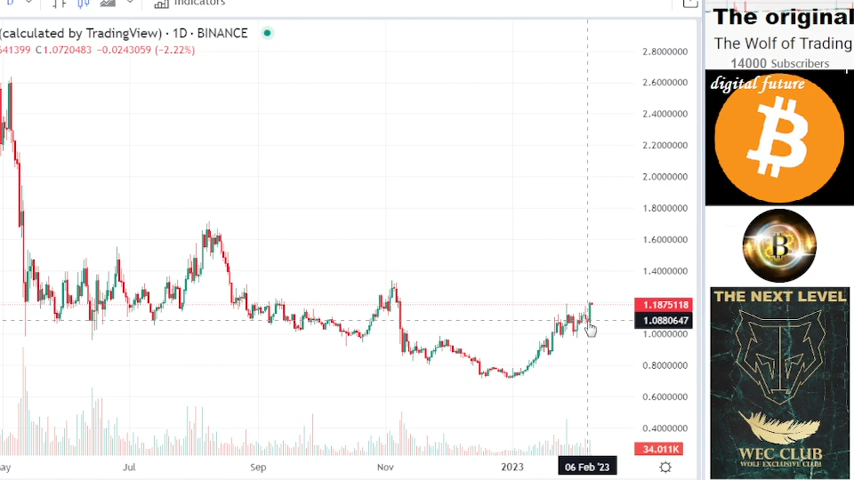 D
Indicators
(calculated by TradingView) · 1D · BINANCE
641399 C1.0720483 −0.0243059 (−2.22%)
2.8000000
2.6000000
2.4000000
2.2000000
2.0000000
1.8000000
1.6000000
1.4000000
1.1875118
1.0880647
1.0000000
0.8000000
0.6000000
0.4000000
34.011K
ay
Jul
Sep
Nov
2023
06 Feb '23
The original
The Wolf of Trading
14000 Subscribers
digital future
THE NEXT LEVEL
WEC CLUB
WOLF EXCLUSIVE CLUB